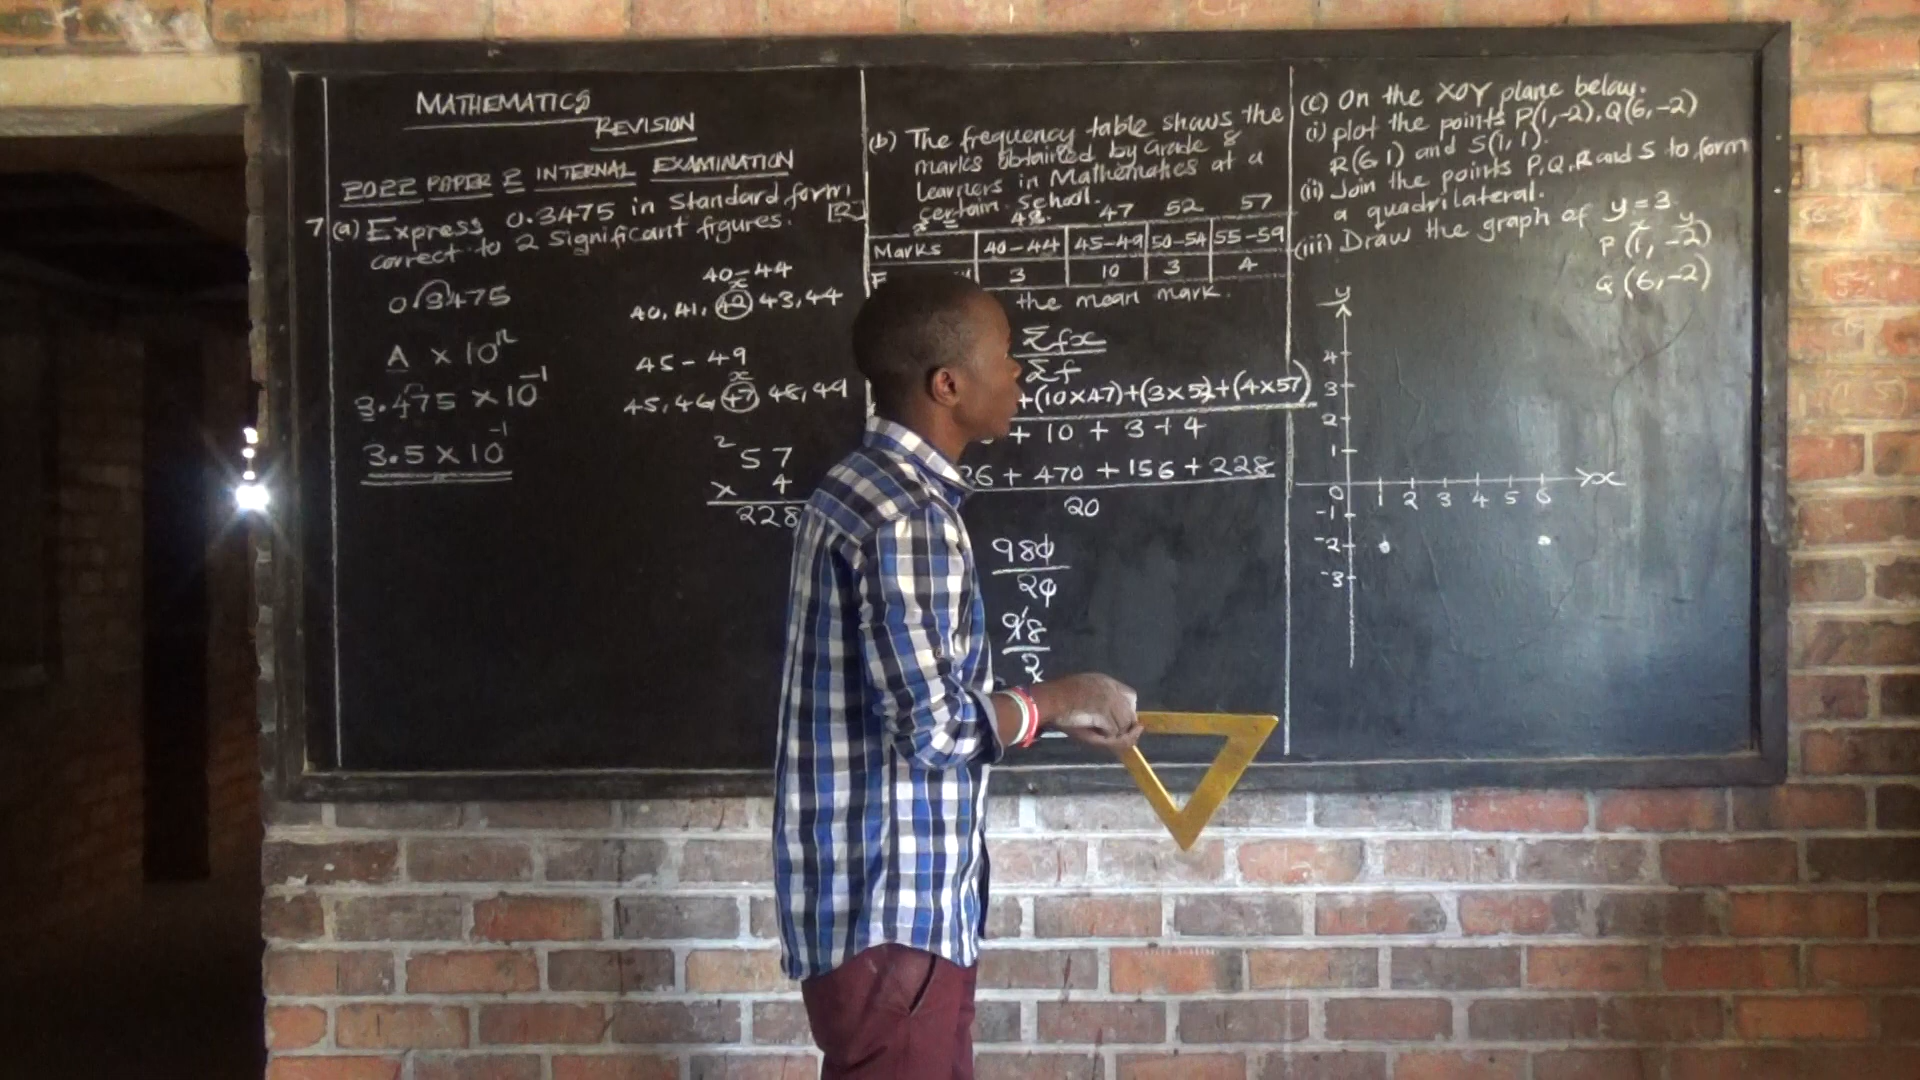 MATHEMATICS
REVISION
2022 PAPER 2 INTERNAL EXAMINATION
7 (a) Express 0.3475 in standard form
correct to 2 significant figures. [2]
0.3475
A × 10ⁿ
3.475 × 10⁻¹
3.5 × 10⁻¹
40-44
x
40, 41, 42, 43, 44
45-49
x
45, 46, 47, 48, 49
2
57
× 4
228
(b) The frequency table shows the
marks obtained by Grade 8
learners in Mathematics at a
certain school.
x 42 47 52 57
Marks 40-44 45-49 50-54 55-59
3 10 3 4
the mean mark.
Σfx
Σf
+(10×47)+(3×52)+(4×57)
+ 10 + 3 + 4
26 + 470 + 156 + 228
20
980
20
98
2
(c) On the XOY plane below.
(i) plot the points P(1,-2), Q(6,-2)
R(6,1) and S(1,1).
(ii) Join the points P,Q,R and S to form
a quadrilateral.
(iii) Draw the graph of y=3
x y
P (1, -2)
Q (6,-2)
y
4
3
2
1
0 1 2 3 4 5 6 x
-1
-2
-3